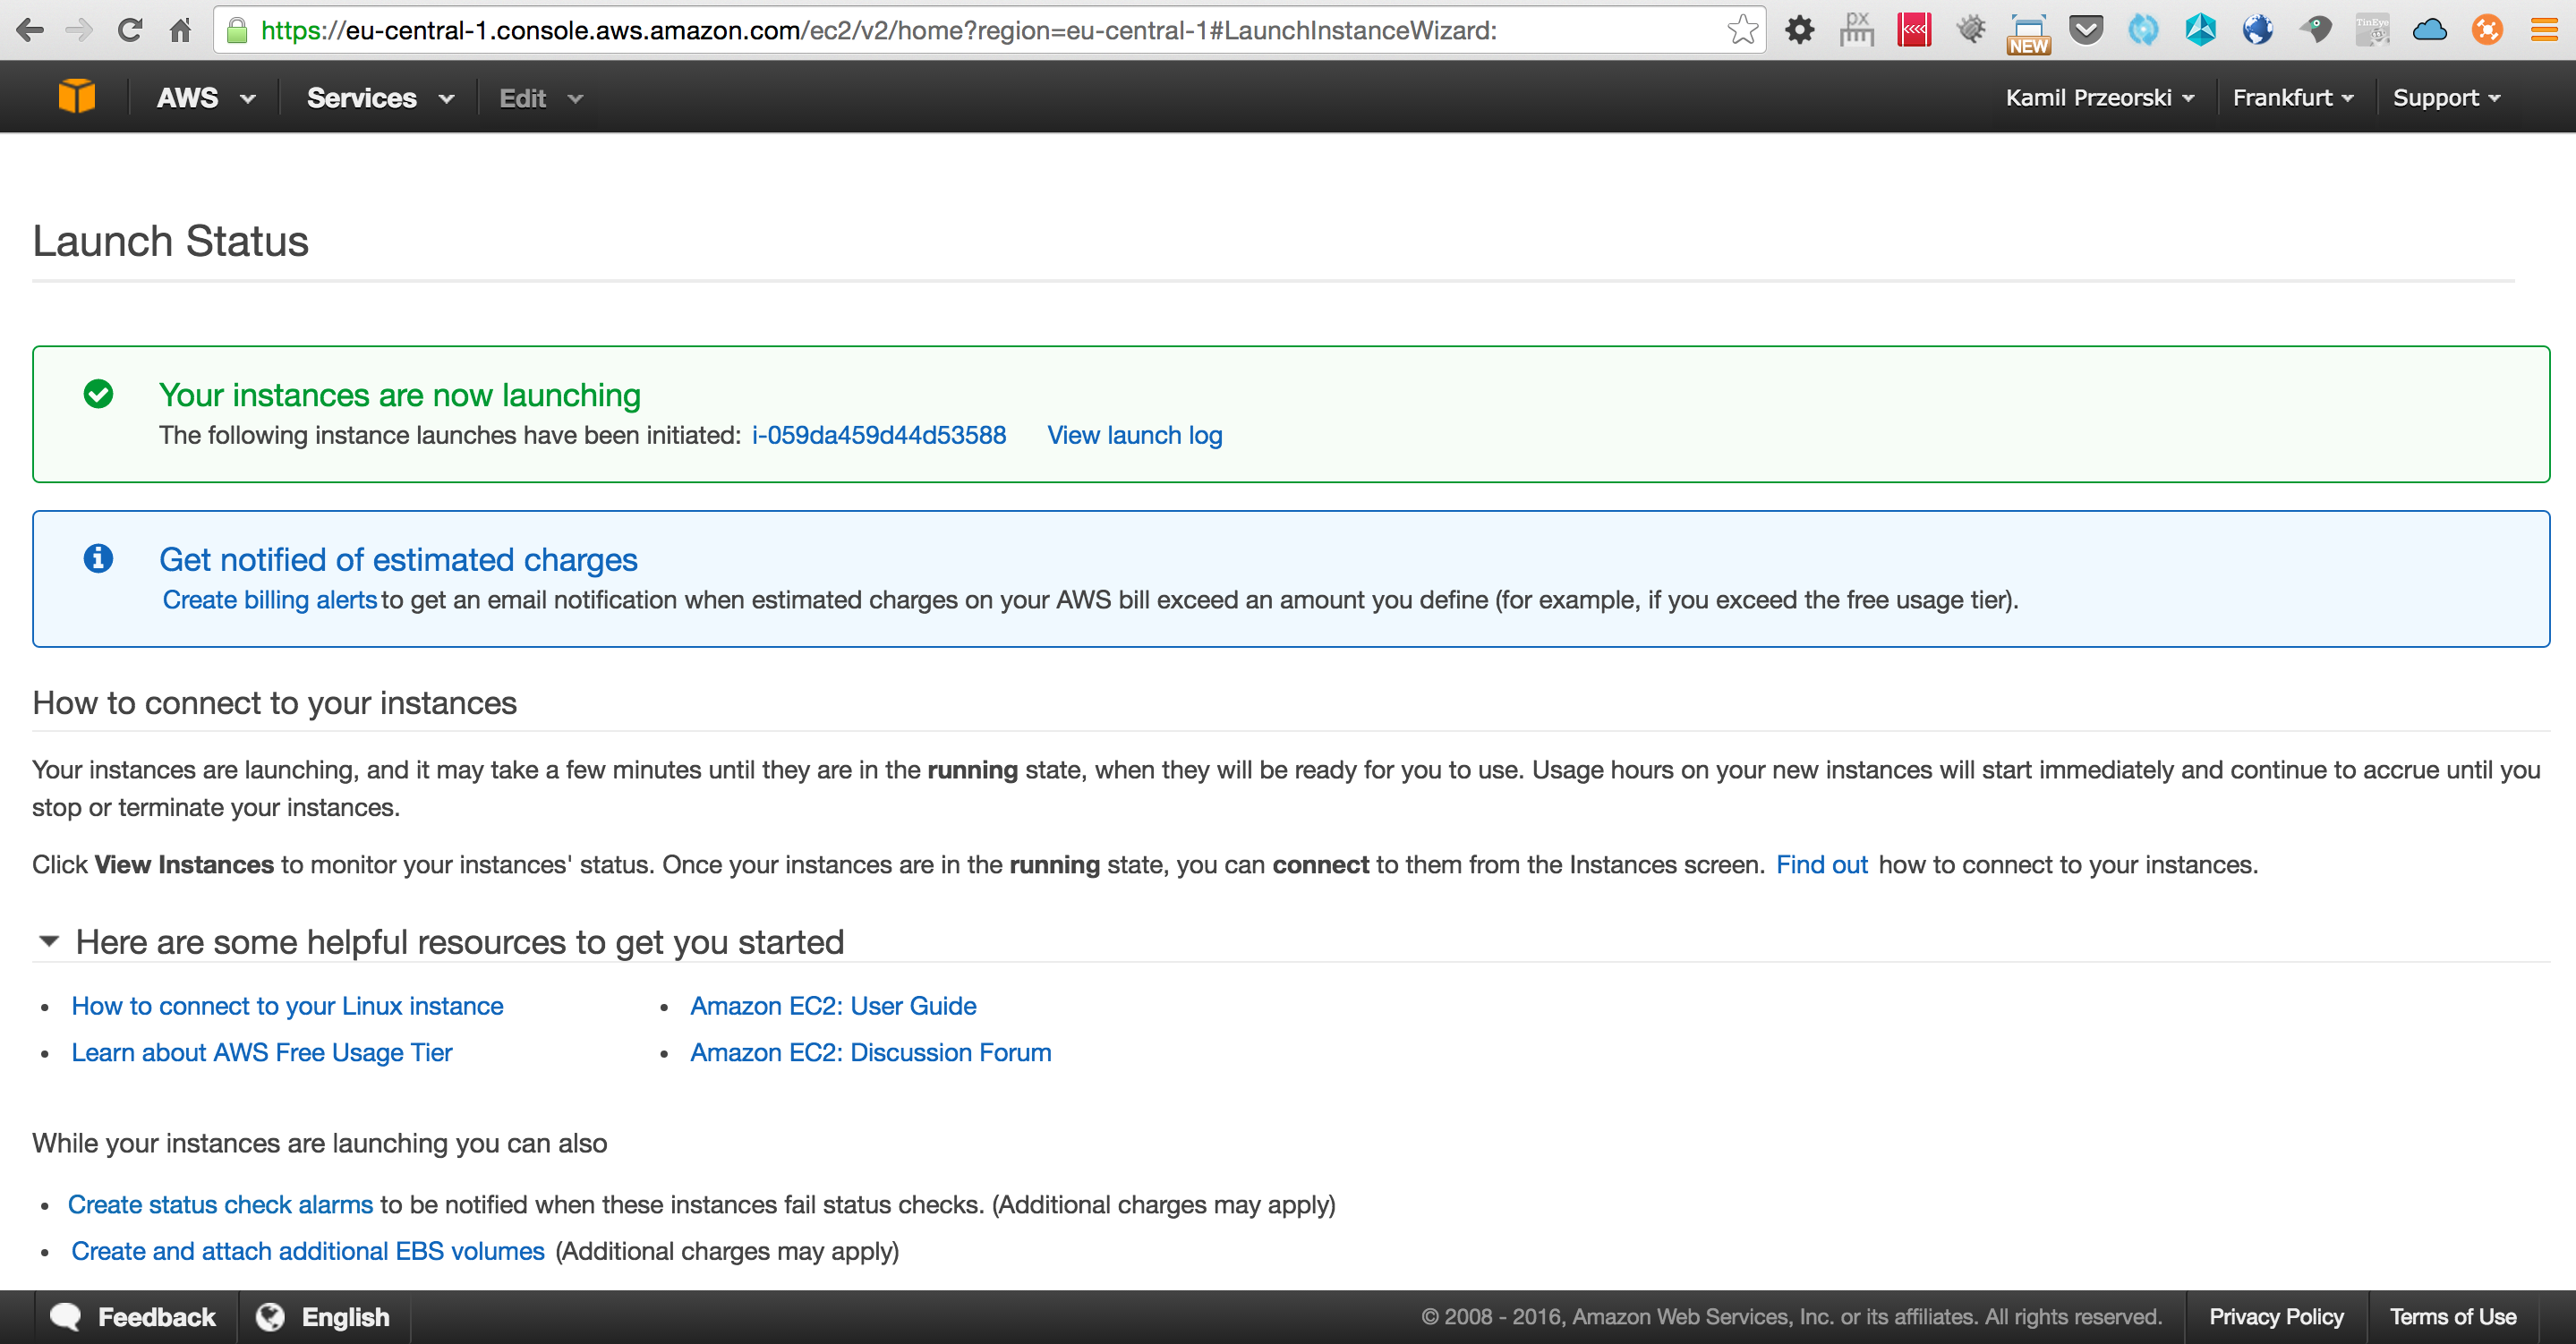 https://eu-central-1.console.aws.amazon.com/ec2/v2/home?region=eu-central-1#LaunchInstanceWizard:
px
NEW
TinEye
AWS Services Edit Kamil Przeorski Frankfurt Support
Launch Status
Your instances are now launching
The following instance launches have been initiated: i-059da459d44d53588 View launch log
Get notified of estimated charges
Create billing alerts to get an email notification when estimated charges on your AWS bill exceed an amount you define (for example, if you exceed the free usage tier).
How to connect to your instances
Your instances are launching, and it may take a few minutes until they are in the running state, when they will be ready for you to use. Usage hours on your new instances will start immediately and continue to accrue until you
stop or terminate your instances.
Click View Instances to monitor your instances' status. Once your instances are in the running state, you can connect to them from the Instances screen. Find out how to connect to your instances.
Here are some helpful resources to get you started
• How to connect to your Linux instance
• Amazon EC2: User Guide
• Learn about AWS Free Usage Tier
• Amazon EC2: Discussion Forum
While your instances are launching you can also
• Create status check alarms to be notified when these instances fail status checks. (Additional charges may apply)
• Create and attach additional EBS volumes (Additional charges may apply)
Feedback English © 2008 - 2016, Amazon Web Services, Inc. or its affiliates. All rights reserved. Privacy Policy Terms of Use